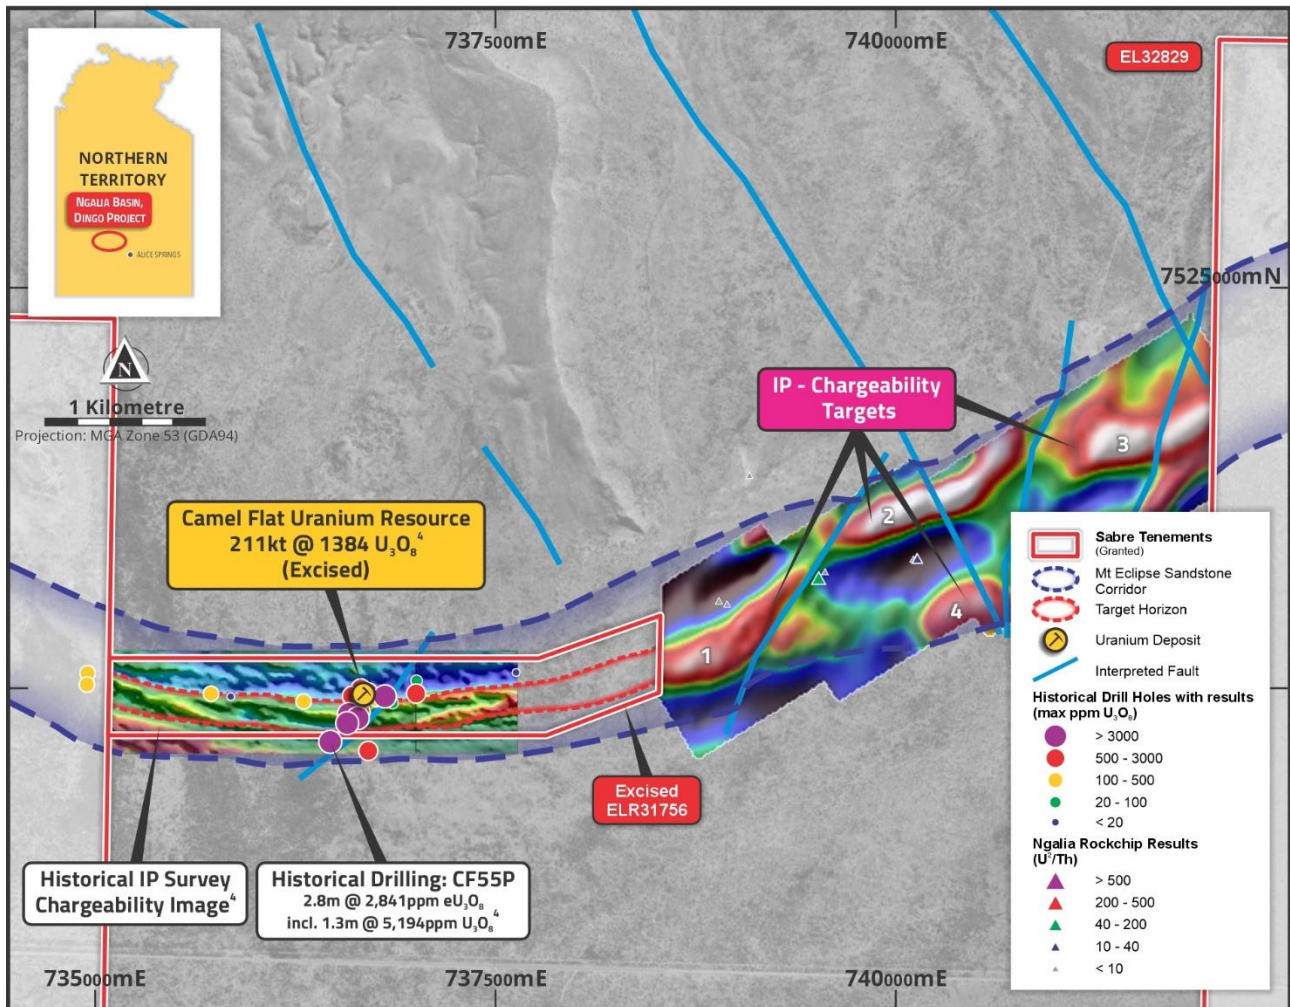 737500mE
740000mE
EL32829
NORTHERN
TERRITORY
NGALIA BASIN,
DINGO PROJECT
ALICE SPRINGS
7525000mN
N
1 Kilometre
Projection: MGA Zone 53 (GDA94)
IP - Chargeability
Targets
3
2
4
1
Camel Flat Uranium Resource
211kt @ 1384 U₃O₈⁴
(Excised)
Excised
ELR31756
Historical IP Survey
Chargeability Image⁴
Historical Drilling: CF55P
2.8m @ 2,841ppm eU₃O₈
incl. 1.3m @ 5,194ppm U₃O₈⁴
Sabre Tenements
(Granted)
Mt Eclipse Sandstone
Corridor
Target Horizon
Uranium Deposit
Interpreted Fault
Historical Drill Holes with results
(max ppm U₃O₈)
> 3000
500 - 3000
100 - 500
20 - 100
< 20
Ngalia Rockchip Results
(U²/Th)
> 500
200 - 500
40 - 200
10 - 40
< 10
735000mE
737500mE
740000mE